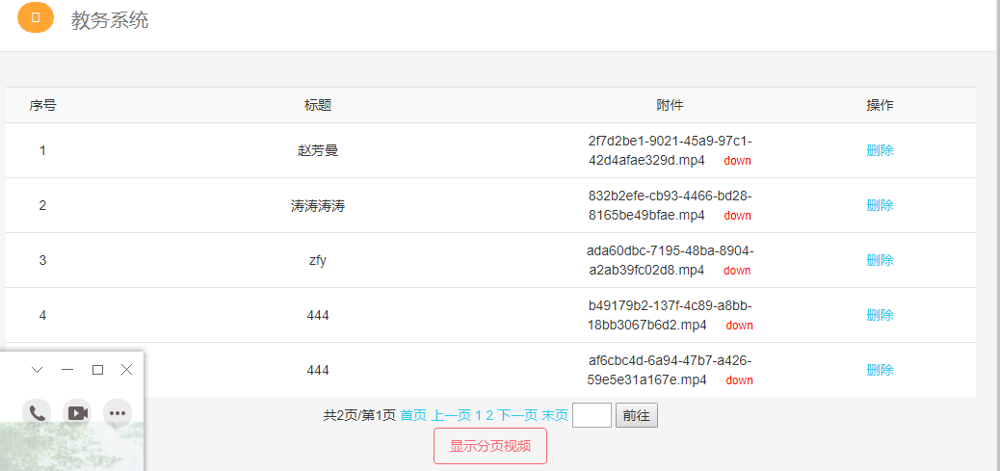 教务系统
序号 标题 附件 操作
1 赵芳曼 2f7d2be1-9021-45a9-97c1-
42d4afae329d.mp4 down 删除
2 涛涛涛涛 832b2efe-cb93-4466-bd28-
8165be49bfae.mp4 down 删除
3 zfy ada60dbc-7195-48ba-8904-
a2ab39fc02d8.mp4 down 删除
4 444 b49179b2-137f-4c89-a8bb-
18bb3067b6d2.mp4 down 删除
444 af6cbc4d-6a94-47b7-a426-
59e5e31a167e.mp4 down 删除
共2页/第1页 首页 上一页 1 2 下一页 末页 前往
显示分页视频